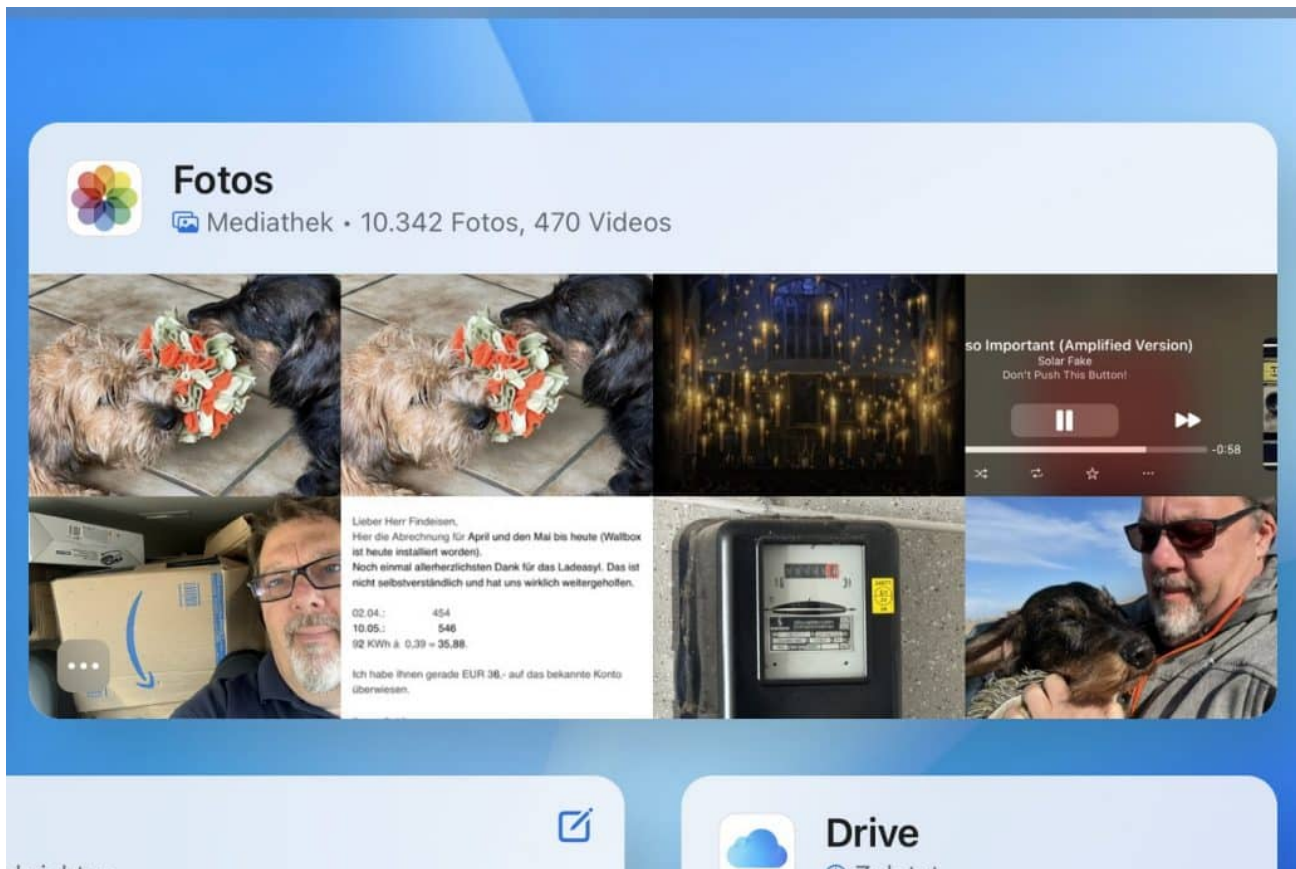 Fotos
Mediathek • 10.342 Fotos, 470 Videos
so Important (Amplified Version)
Solar Fake
Don't Push This Button!
-0:58
Lieber Herr Findeisen,
Hier die Abrechnung für April und den Mai bis heute (Wallbox
ist heute installiert worden).
Noch einmal allerherzlichsten Dank für das Ladeasyl. Das ist
nicht selbstverständlich und hat uns wirklich weitergeholfen.
02.04.: 454
10.05.: 546
92 KWh à 0,39 = 35,88.
Ich habe Ihnen gerade EUR 36,- auf das bekannte Konto
überwiesen.
Drive